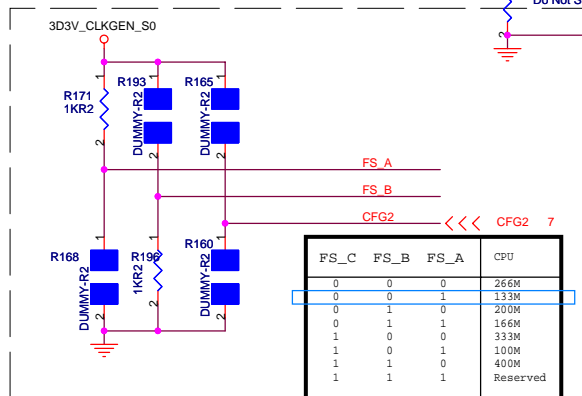 Do Not S
2
3D3V_CLKGEN_S0
1 1 1
R171 R193 R165
1KR2 DUMMY-R2 DUMMY-R2
2 2 2
FS_A
FS_B
CFG2 CFG2 7
1 1 1
R168 R196 R160
DUMMY-R2 1KR2 DUMMY-R2
2 2 2
FS_C FS_B FS_A CPU
0 0 0 266M
0 0 1 133M
0 1 0 200M
0 1 1 166M
1 0 0 333M
1 0 1 100M
1 1 0 400M
1 1 1 Reserved